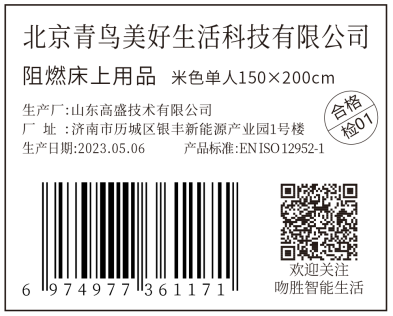 北京青鸟美好生活科技有限公司
阻燃床上用品 米色单人150×200cm
生产厂:山东高盛技术有限公司
厂 址 :济南市历城区银丰新能源产业园1号楼
生产日期:2023.05.06 产品标准:EN ISO 12952-1
合格
检01
6 974977 361171
欢迎关注
吻胜智能生活